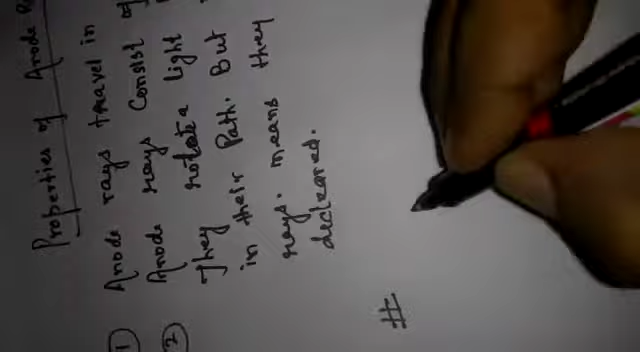 Properties of Anode
① Anode rays travel in
② Anode rays Consist of
They rotate a light
in their Path. But
rays. means they
decleared.
#